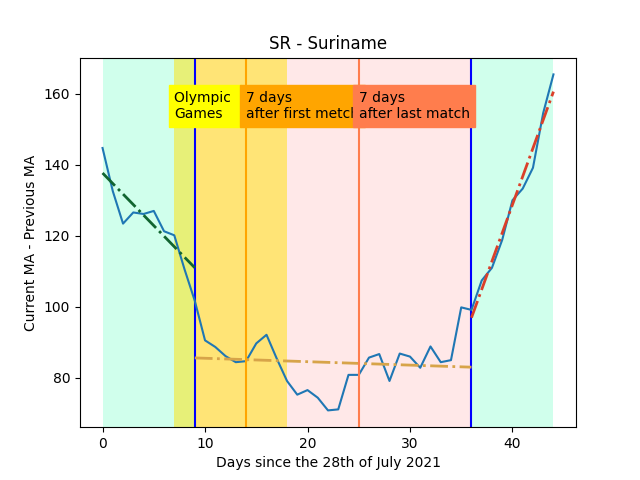 SR - Suriname
Current MA - Previous MA
160
140
120
100
80
Olympic
Games
7 days
after first metch
7 days
after last match
0
10
20
30
40
Days since the 28th of July 2021